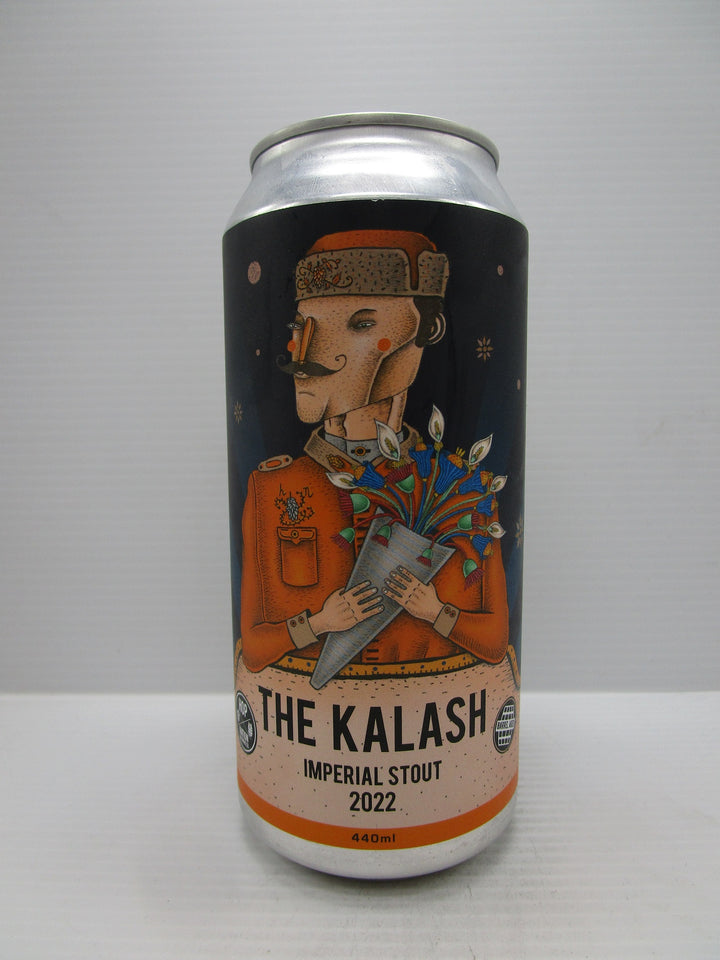 THE KALASH
IMPERIAL STOUT
2022
440ml